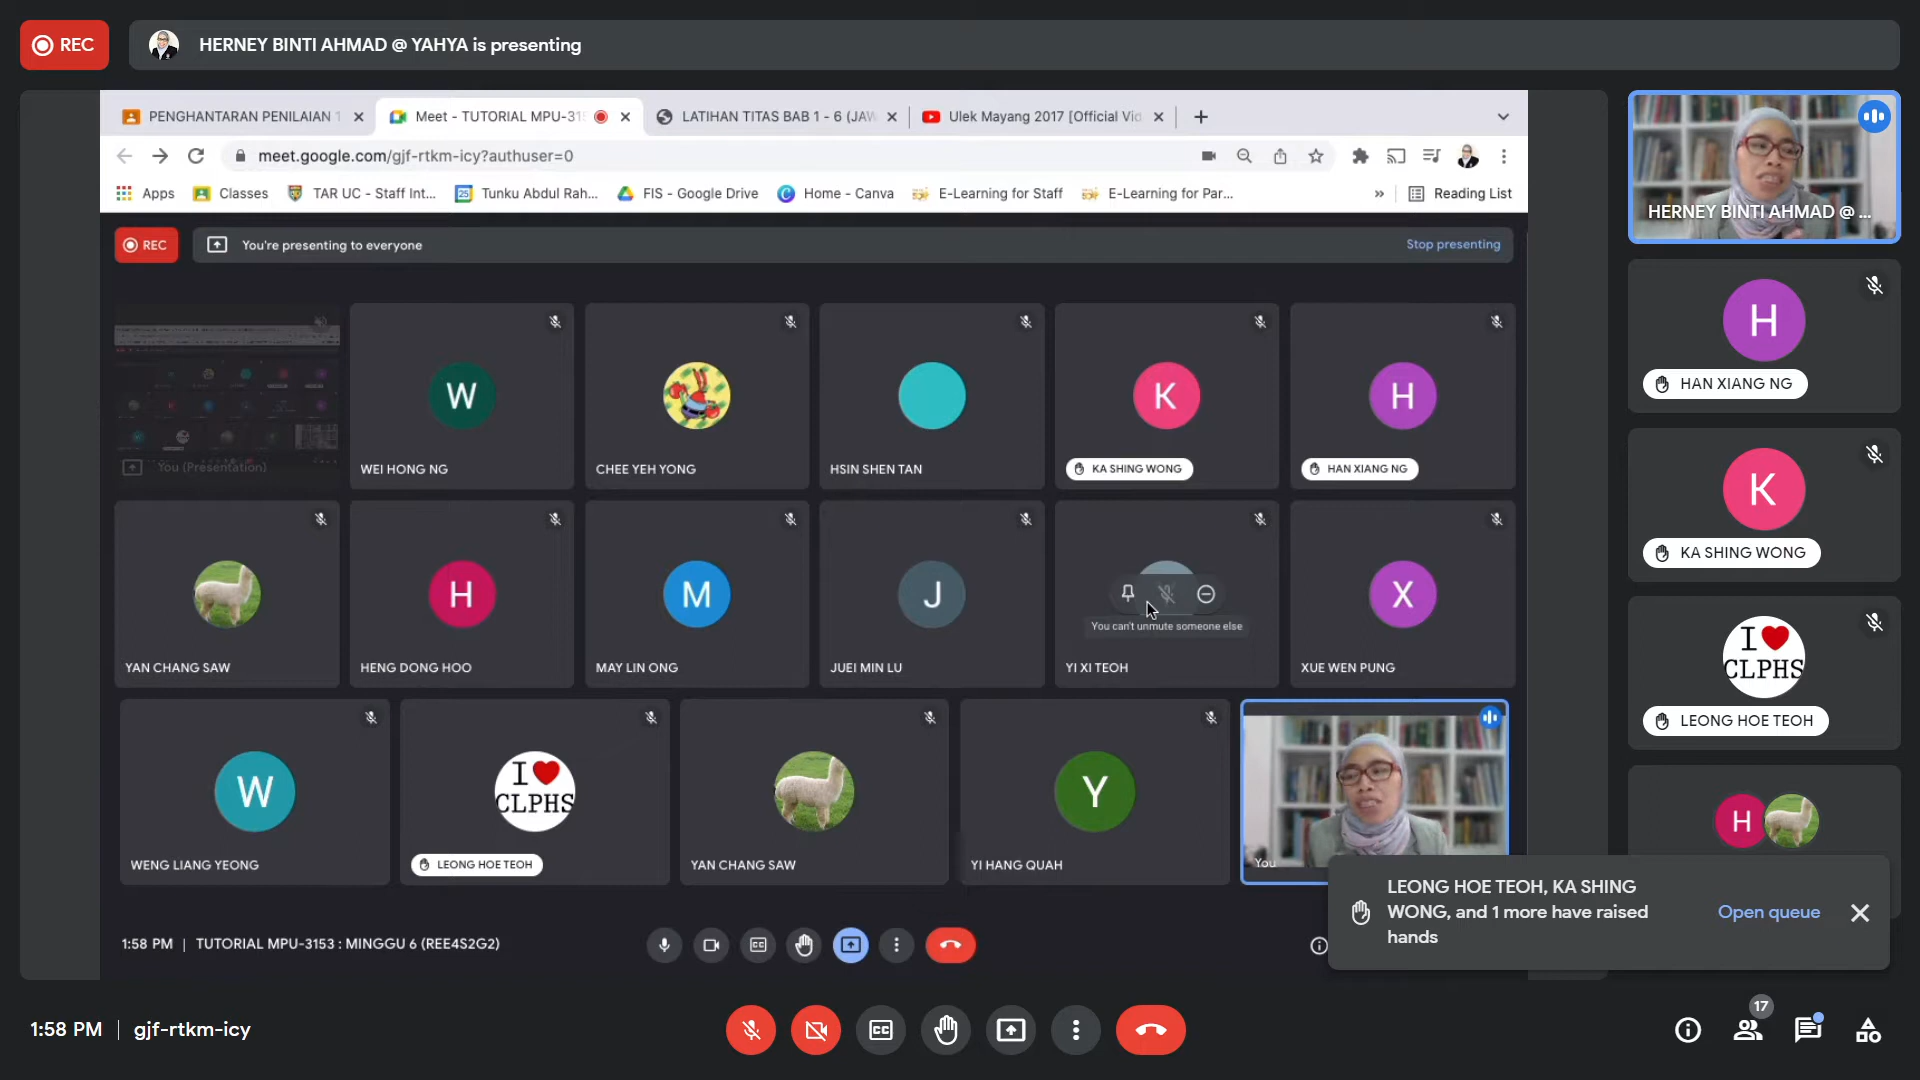 REC
HERNEY BINTI AHMAD @ YAHYA is presenting
PENGHANTARAN PENILAIAN 1
Meet - TUTORIAL MPU-315
LATIHAN TITAS BAB 1 - 6 (JAW
Ulek Mayang 2017 [Official Vid
meet.google.com/gjf-rtkm-icy?authuser=0
Apps
Classes
TAR UC - Staff Int...
Tunku Abdul Rah...
FIS - Google Drive
Home - Canva
E-Learning for Staff
E-Learning for Par...
»
Reading List
REC
You're presenting to everyone
Stop presenting
You (Presentation)
W
WEI HONG NG
CHEE YEH YONG
HSIN SHEN TAN
K
KA SHING WONG
H
HAN XIANG NG
YAN CHANG SAW
H
HENG DONG HOO
M
MAY LIN ONG
J
JUEI MIN LU
You can't unmute someone else
YI XI TEOH
X
XUE WEN PUNG
W
WENG LIANG YEONG
I
CLPHS
LEONG HOE TEOH
YAN CHANG SAW
Y
YI HANG QUAH
You
1:58 PM | TUTORIAL MPU-3153 : MINGGU 6 (REE4S2G2)
HERNEY BINTI AHMAD @ ...
H
HAN XIANG NG
K
KA SHING WONG
I
CLPHS
LEONG HOE TEOH
H
LEONG HOE TEOH, KA SHING
WONG, and 1 more have raised
hands
Open queue
1:58 PM | gjf-rtkm-icy
17